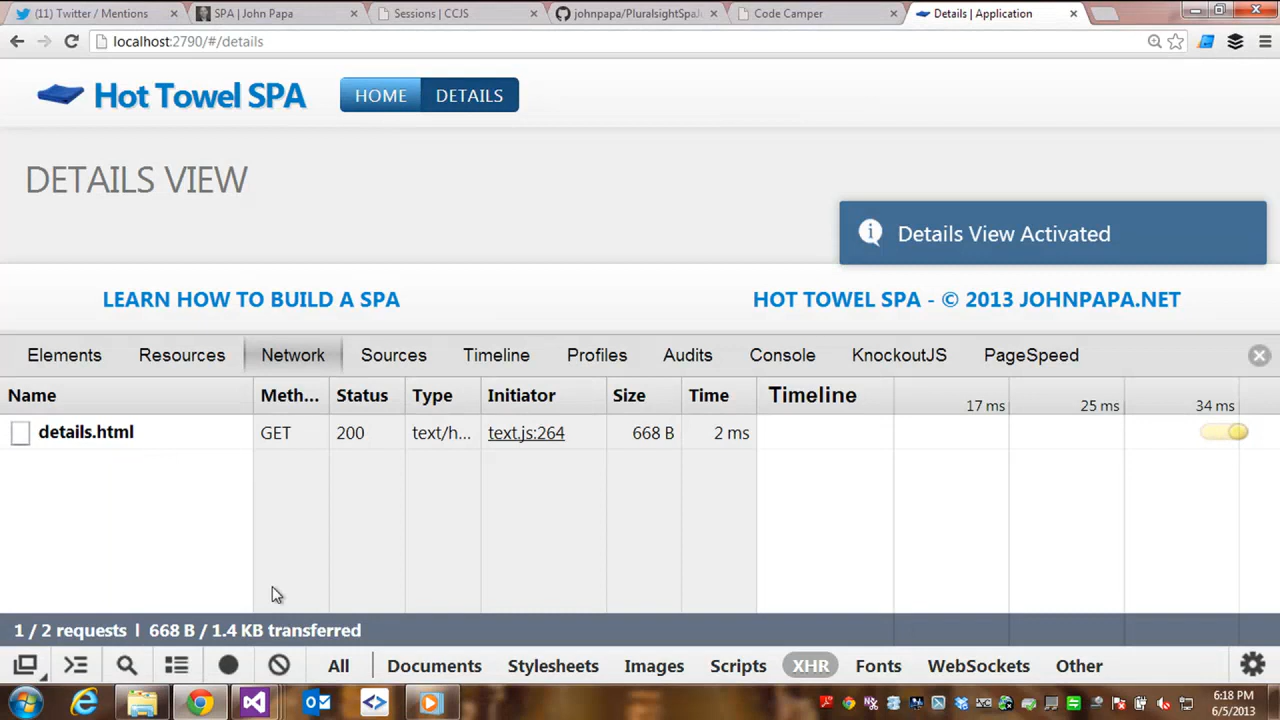 (11) Twitter / Mentions
SPA | John Papa
Sessions | CCJS
johnpapa/PluralsightSpaJ
Code Camper
Details | Application
localhost:2790/#/details
Hot Towel SPA
HOME
DETAILS
DETAILS VIEW
Details View Activated
LEARN HOW TO BUILD A SPA
HOT TOWEL SPA - © 2013 JOHNPAPA.NET
Elements Resources Network Sources Timeline Profiles Audits Console KnockoutJS PageSpeed
Name Meth... Status Type Initiator Size Time Timeline 17 ms 25 ms 34 ms
details.html GET 200 text/h... text.js:264 668 B 2 ms
1 / 2 requests | 668 B / 1.4 KB transferred
All Documents Stylesheets Images Scripts XHR Fonts WebSockets Other
6:18 PM
6/5/2013